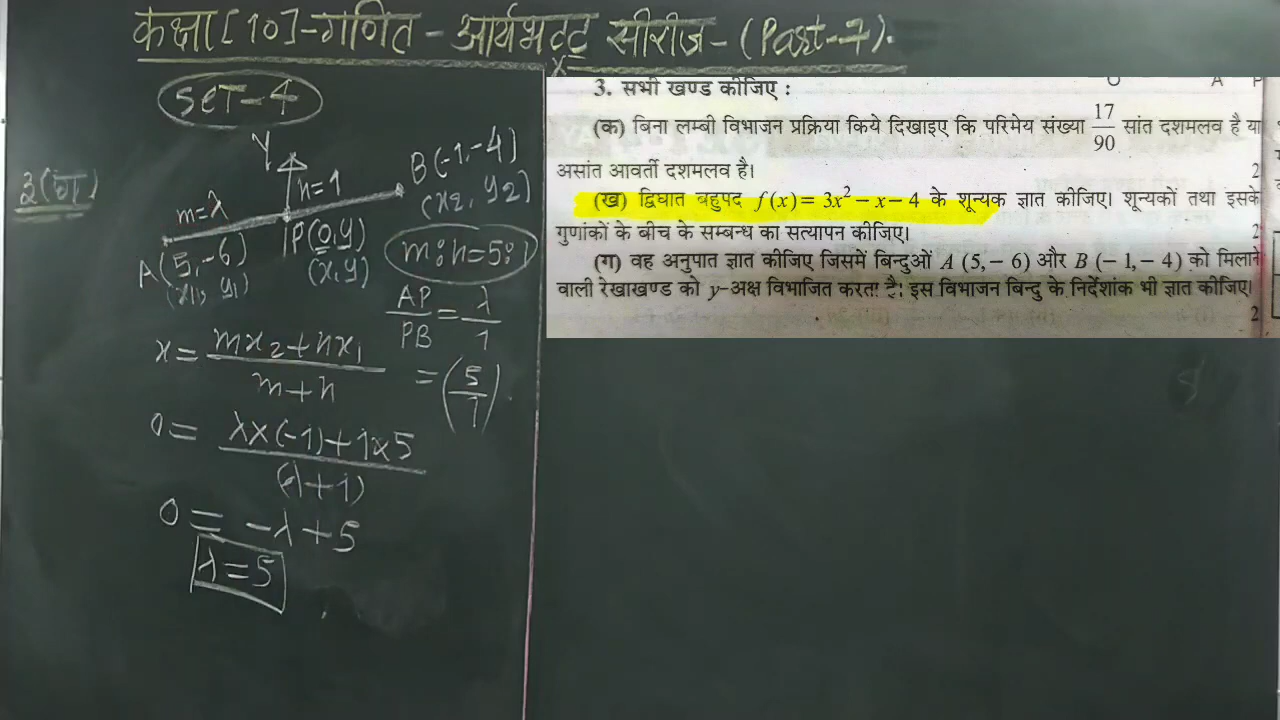 कक्षा [10]-गणित - आर्यभट्ट सीरीज - (Part-7).
SET-4
3(ग)
Y
n=1
B(-1,-4)
(x2, y2)
m=λ
P(0,y)
(x,y)
A(5,-6)
(x1, y1)
m:n=5:1
AP/PB = λ/1
= (5/1)
x = (mx2+nx1)/(m+n)
0 = (λ×(-1)+1×5)/(λ+1)
0 = -λ+5
λ=5
3. सभी खण्ड कीजिए :
(क) बिना लम्बी विभाजन प्रक्रिया किये दिखाइए कि परिमेय संख्या 17/90 सांत दशमलव है या
असांत आवर्ती दशमलव है। 2
(ख) द्विघात बहुपद f(x)= 3x² − x − 4 के शून्यक ज्ञात कीजिए। शून्यकों तथा इसके
गुणांकों के बीच के सम्बन्ध का सत्यापन कीजिए। 2
(ग) वह अनुपात ज्ञात कीजिए जिसमें बिन्दुओं A (5, − 6) और B (− 1, − 4) को मिलाने
वाली रेखाखण्ड को y-अक्ष विभाजित करता है। इस विभाजन बिन्दु के निर्देशांक भी ज्ञात कीजिए।
2